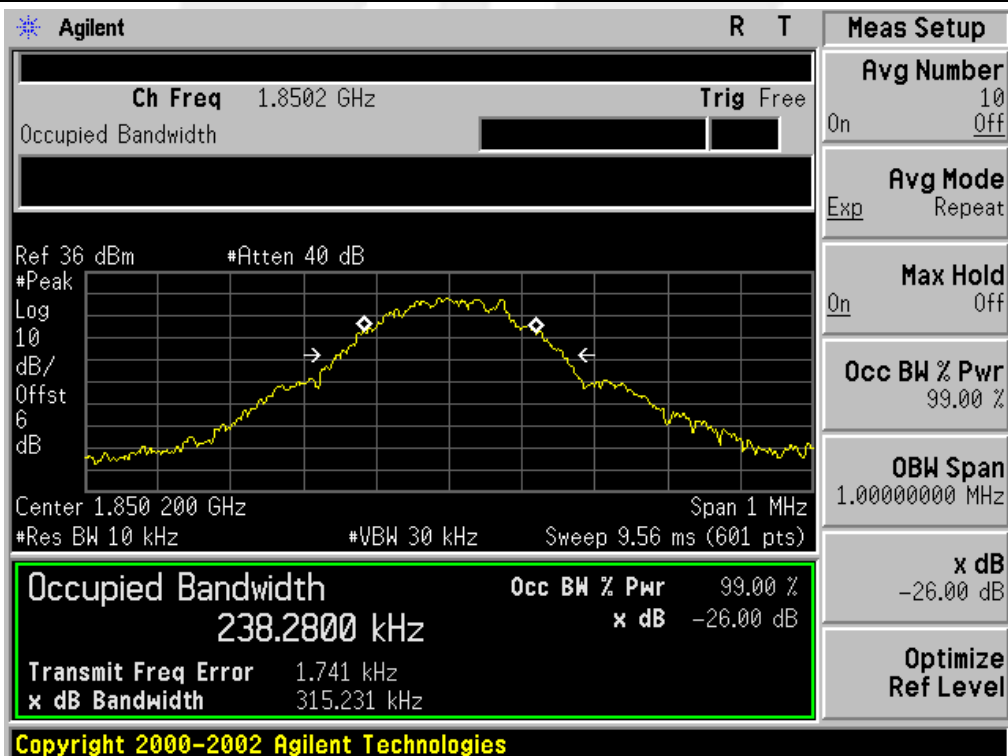 Agilent R T
Ch Freq 1.8502 GHz Trig Free
Occupied Bandwidth
Ref 36 dBm #Atten 40 dB
#Peak
Log
10
dB/
Offst
6
dB
Center 1.850 200 GHz Span 1 MHz
#Res BW 10 kHz #VBW 30 kHz Sweep 9.56 ms (601 pts)
Occupied Bandwidth
238.2800 kHz
Occ BW % Pwr 99.00 %
x dB -26.00 dB
Transmit Freq Error 1.741 kHz
x dB Bandwidth 315.231 kHz
Copyright 2000-2002 Agilent Technologies
Meas Setup
Avg Number
10
On Off
Avg Mode
Exp Repeat
Max Hold
On Off
Occ BW % Pwr
99.00 %
OBW Span
1.00000000 MHz
x dB
-26.00 dB
Optimize
Ref Level